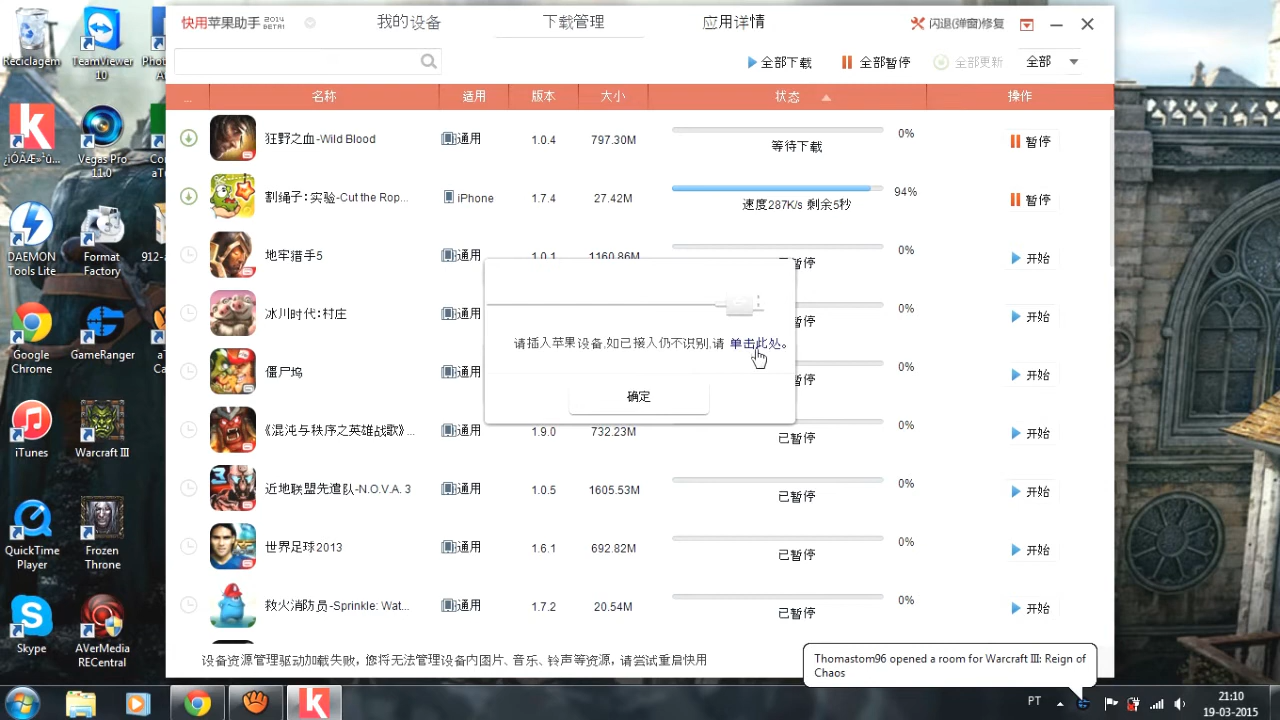 快用苹果助手 2014 BETA!
我的设备
下载管理
应用详情
闪退(弹窗)修复
全部下载
全部暂停
全部更新
全部
... 名称 适用 版本 大小 状态 操作
狂野之血-Wild Blood 通用 1.0.4 797.30M 0% 暂停
等待下载
割绳子:实验-Cut the Rop... iPhone 1.7.4 27.42M 94% 暂停
速度287K/s 剩余5秒
地牢猎手5 通用 1.0.1 1160.86M 0% 开始
暂停
冰川时代:村庄 通用 0% 开始
暂停
僵尸坞 通用 0% 开始
暂停
《混沌与秩序之英雄战歌》... 通用 1.9.0 732.23M 0% 开始
已暂停
近地联盟先遣队-N.O.V.A. 3 通用 1.0.5 1605.53M 0% 开始
已暂停
世界足球2013 通用 1.6.1 692.82M 0% 开始
已暂停
救火消防员-Sprinkle: Wat... 通用 1.7.2 20.54M 0% 开始
已暂停
请插入苹果设备,如已接入仍不识别,请 单击此处。
确定
设备资源管理驱动加载失败，您将无法管理设备内图片、音乐、铃声等资源，请尝试重启快用
Reciclagem
TeamViewer
10
Vegas Pro
11.0
DAEMON
Tools Lite
Format
Factory
912-
Google
Chrome
GameRanger
iTunes
Warcraft III
QuickTime
Player
Frozen
Throne
Skype
AVerMedia
RECentral
Thomastom96 opened a room for Warcraft III: Reign of
Chaos
PT
21:10
19-03-2015